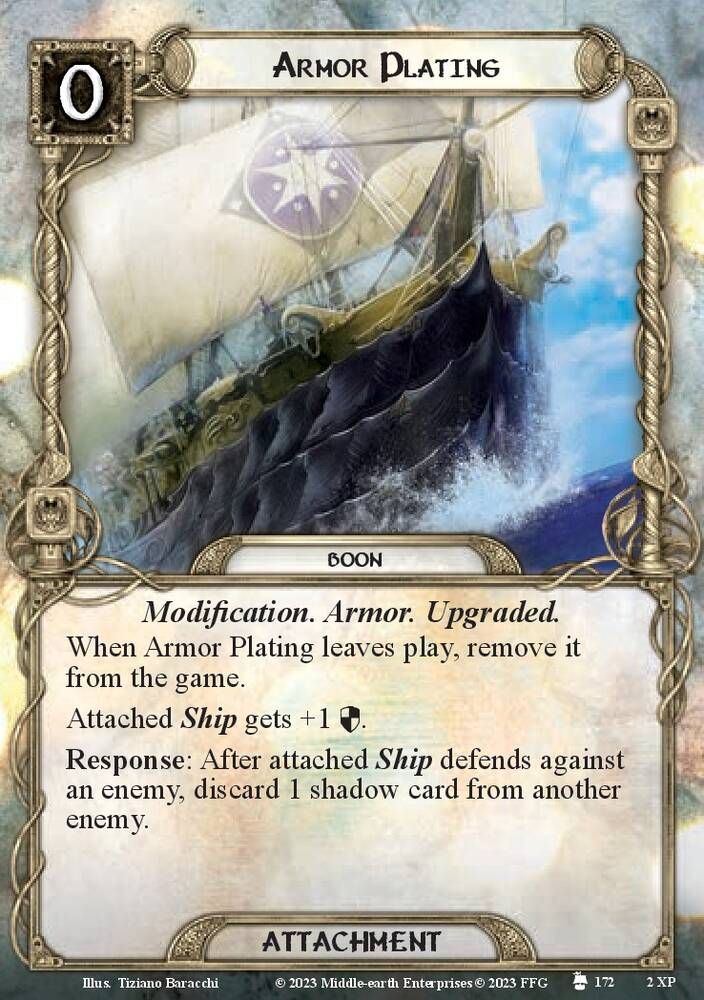 0
ARMOR PLATING
BOON
Modification. Armor. Upgraded.
When Armor Plating leaves play, remove it
from the game.
Attached Ship gets +1 .
Response: After attached Ship defends against
an enemy, discard 1 shadow card from another
enemy.
ATTACHMENT
Illus. Tiziano Baracchi © 2023 Middle-earth Enterprises © 2023 FFG 172 2 XP